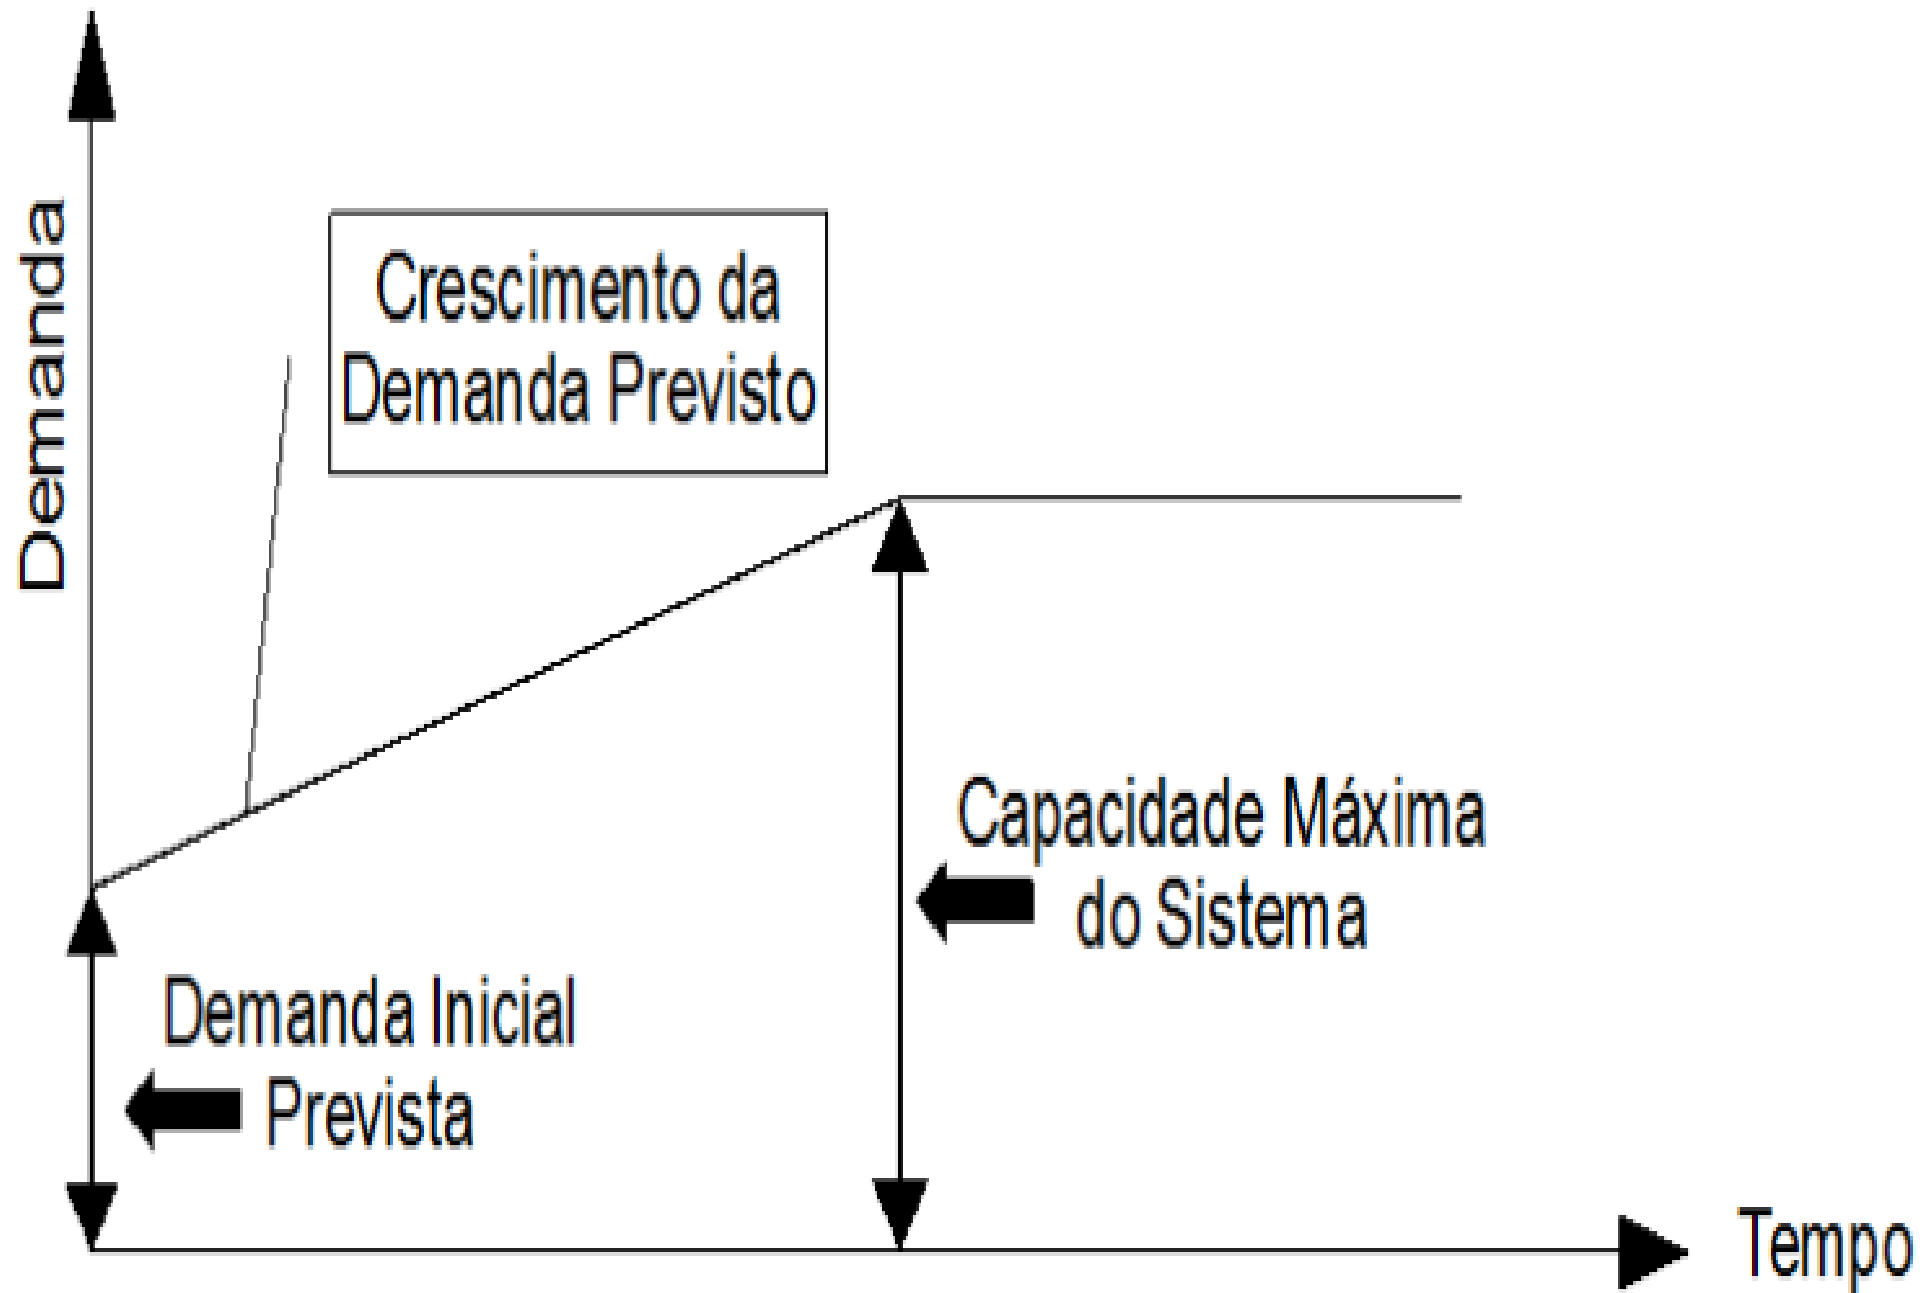 Demanda
Crescimento da
Demanda Previsto
Capacidade Máxima
do Sistema
Demanda Inicial
Prevista
Tempo